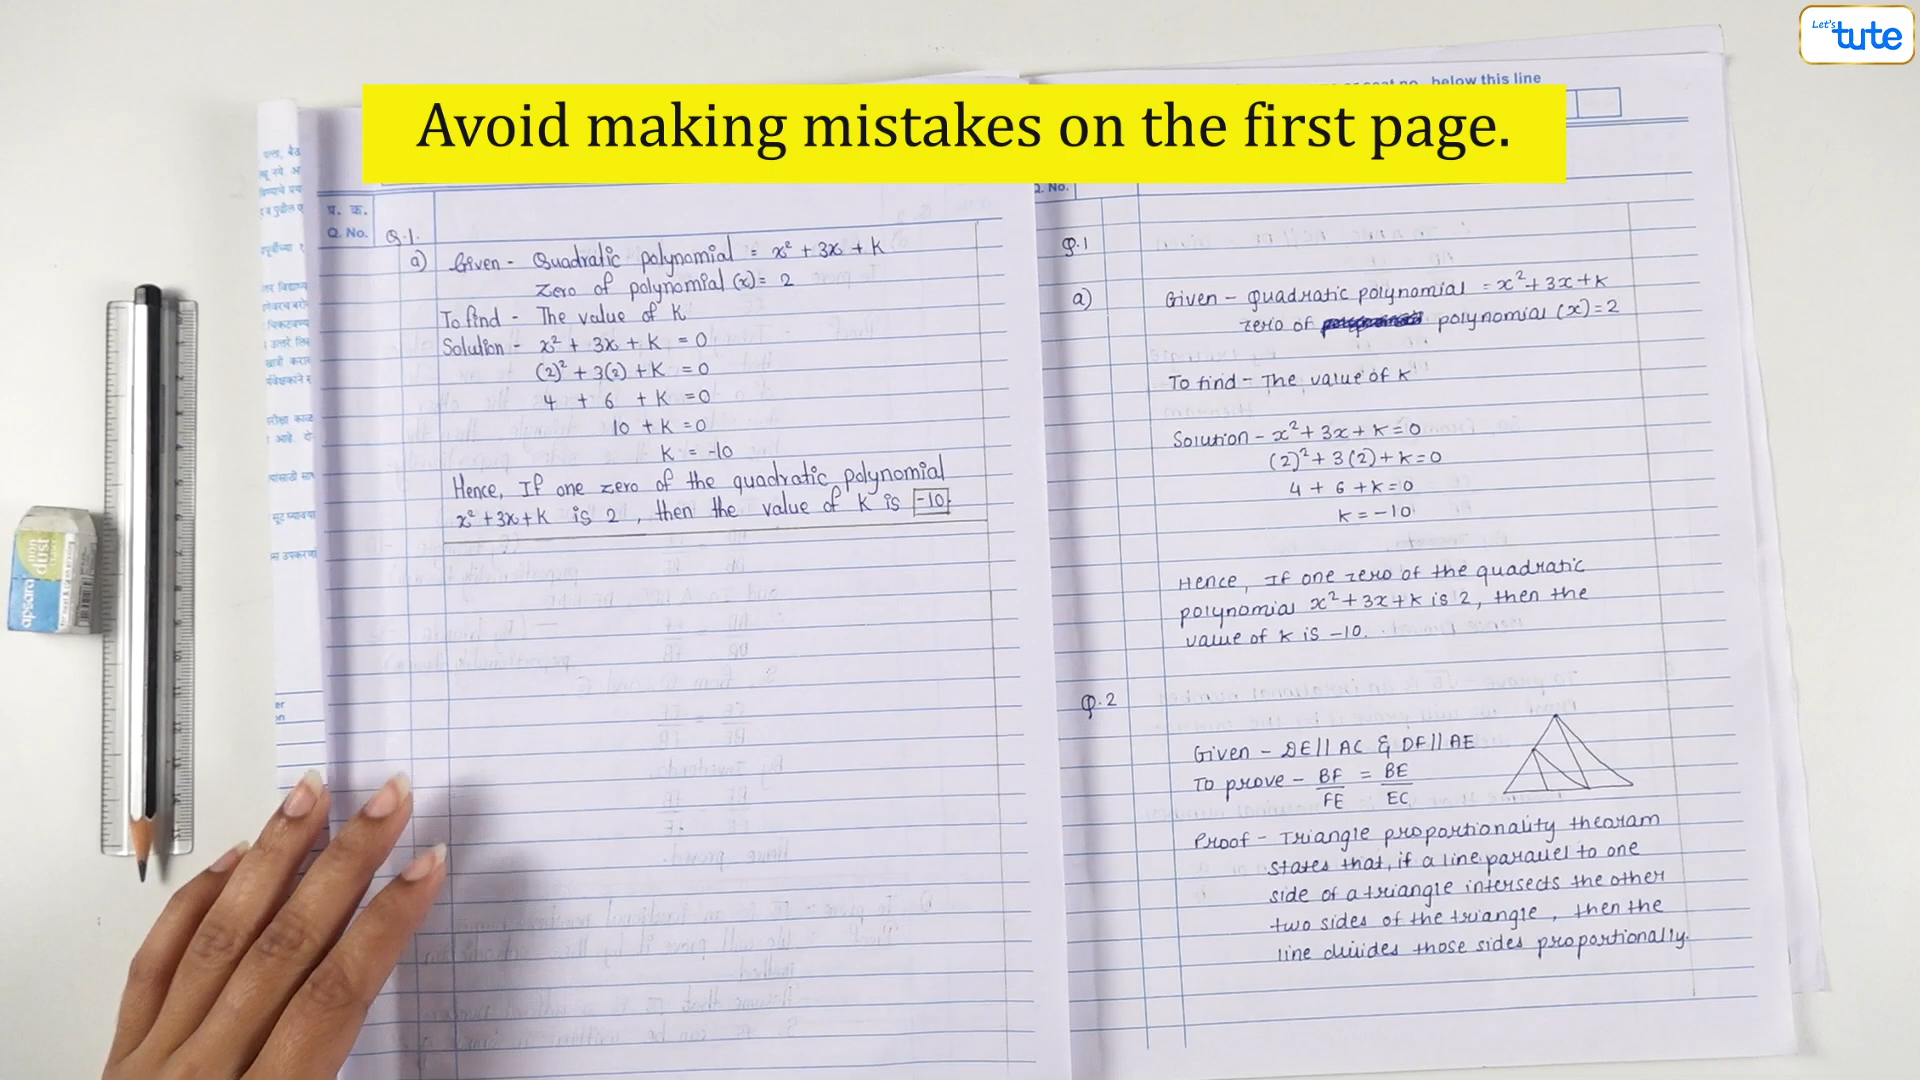 Let's tute
Avoid making mistakes on the first page.
below this line
प्र. क्र.
Q. No.
Q.1.
a) Given - Quadratic polynomial = x² + 3x + K
Zero of polynomial (x) = 2
To find - The value of K
Solution - x² + 3x + K = 0
(2)² + 3(2) + K = 0
4 + 6 + K = 0
10 + K = 0
K = -10
Hence, If one zero of the quadratic polynomial
x² + 3x + K is 2, then the value of K is -10.
Q. No.
Q.1
a) Given - Quadratic polynomial = x² + 3x + K
zero of polynomial (x) = 2
To find - The value of K
Solution - x² + 3x + K = 0
(2)² + 3(2) + K = 0
4 + 6 + K = 0
K = -10
Hence, If one zero of the quadratic
polynomial x² + 3x + K is 2, then the
value of K is -10.
Q.2
Given - DE || AC & DF || AE
To prove - BF/FE = BE/EC
Proof - Triangle proportionality thearam
states that, if a line parallel to one
side of a triangle intersects the other
two sides of the triangle, then the
line divides those sides proportionally.
apsara
non
dust